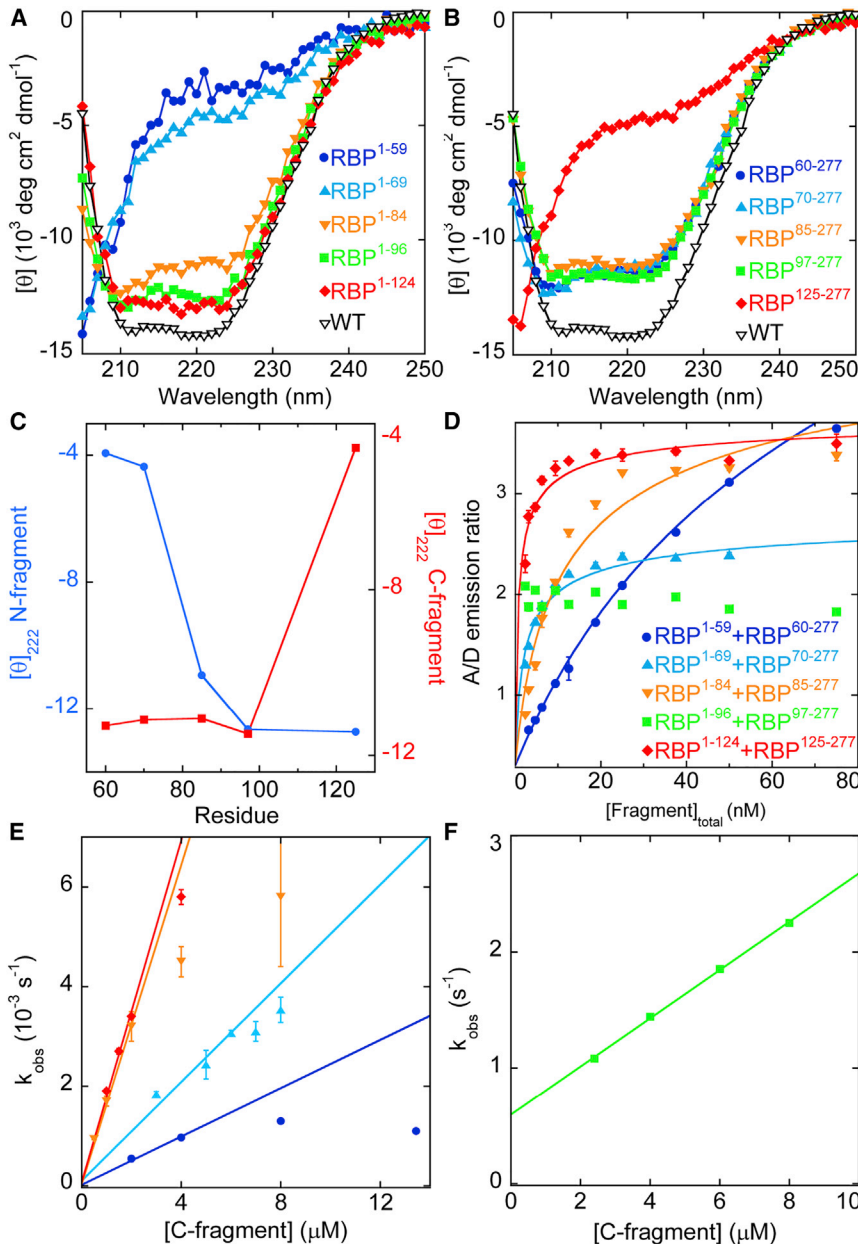 A
0
-5
-10
-15
[θ] (10³ deg cm² dmol⁻¹)
RBP¹⁻⁵⁹
RBP¹⁻⁶⁹
RBP¹⁻⁸⁴
RBP¹⁻⁹⁶
RBP¹⁻¹²⁴
WT
210 220 230 240 250
Wavelength (nm)
B
0
-5
-10
-15
[θ] (10³ deg cm² dmol⁻¹)
RBP⁶⁰⁻²⁷⁷
RBP⁷⁰⁻²⁷⁷
RBP⁸⁵⁻²⁷⁷
RBP⁹⁷⁻²⁷⁷
RBP¹²⁵⁻²⁷⁷
WT
210 220 230 240 250
Wavelength (nm)
C
-4
-8
-12
[θ]₂₂₂ N-fragment
-4
-8
-12
[θ]₂₂₂ C-fragment
60 80 100 120
Residue
D
3
2
1
A/D emission ratio
RBP¹⁻⁵⁹+RBP⁶⁰⁻²⁷⁷
RBP¹⁻⁶⁹+RBP⁷⁰⁻²⁷⁷
RBP¹⁻⁸⁴+RBP⁸⁵⁻²⁷⁷
RBP¹⁻⁹⁶+RBP⁹⁷⁻²⁷⁷
RBP¹⁻¹²⁴+RBP¹²⁵⁻²⁷⁷
0 20 40 60 80
[Fragment]total (nM)
E
6
4
2
0
kobs (10⁻³ s⁻¹)
0 4 8 12
[C-fragment] (μM)
F
3
2
1
0
kobs (s⁻¹)
0 2 4 6 8 10
[C-fragment] (μM)